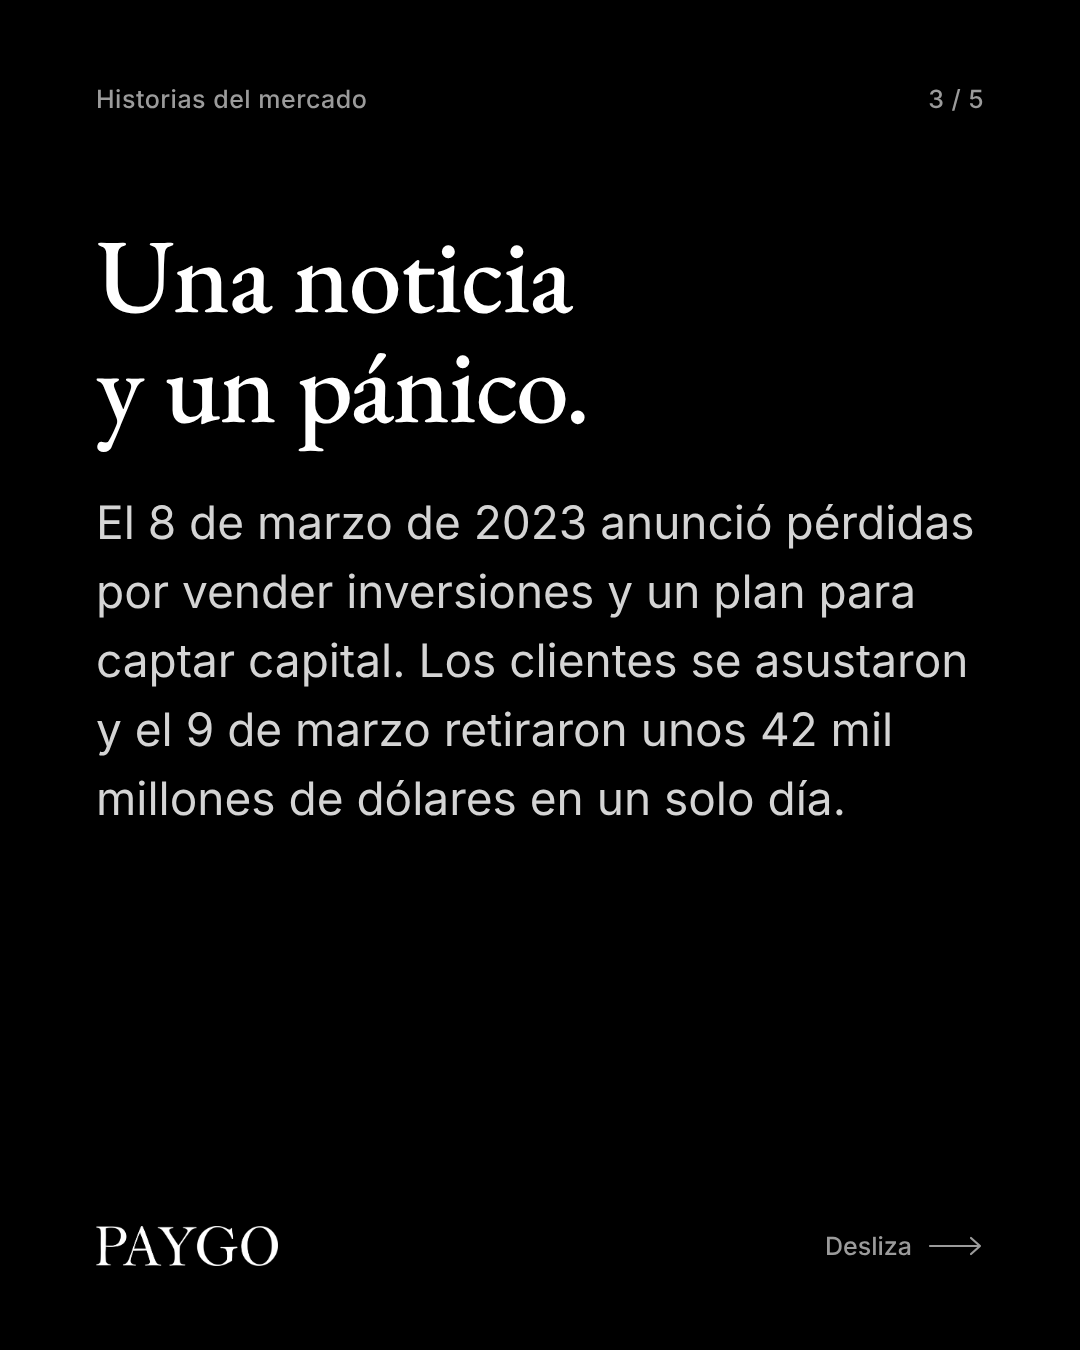 Historias del mercado
3 / 5
Una noticia
y un pánico.
El 8 de marzo de 2023 anunció pérdidas
por vender inversiones y un plan para
captar capital. Los clientes se asustaron
y el 9 de marzo retiraron unos 42 mil
millones de dólares en un solo día.
PAYGO
Desliza